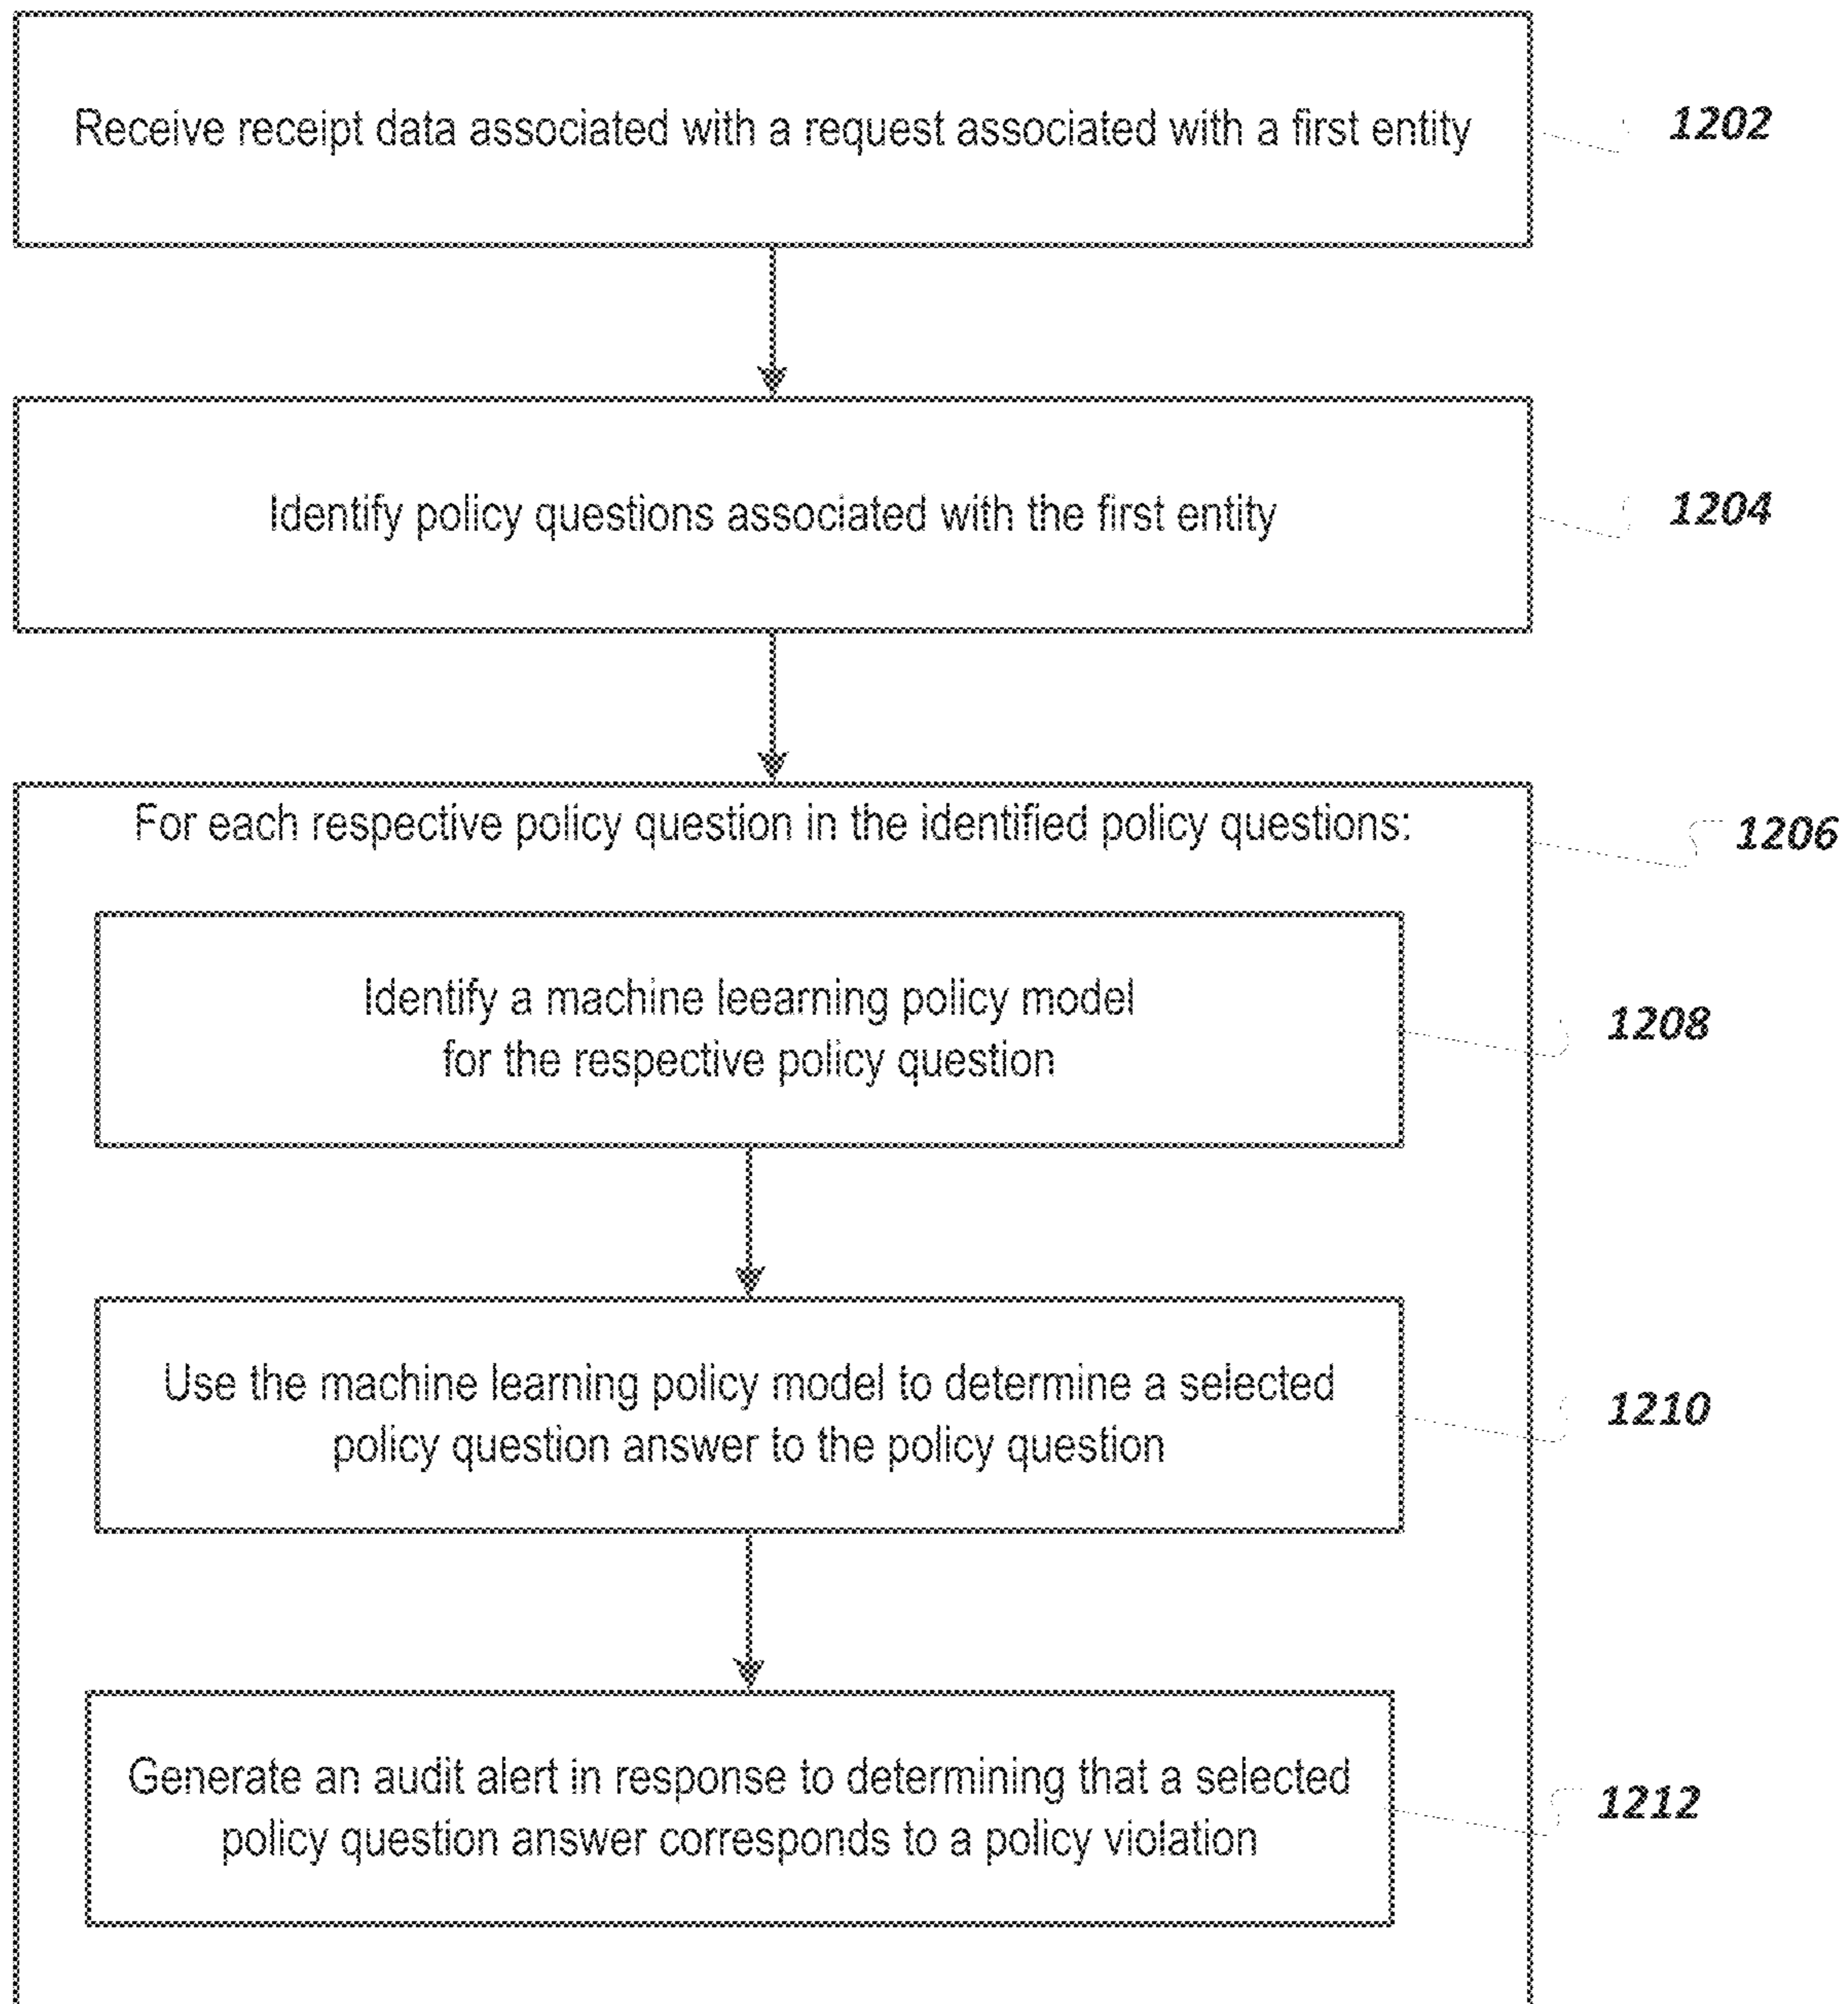 Receive receipt data associated with a request associated with a first entity
1202
Identify policy questions associated with the first entity
1204
For each respective policy question in the identified policy questions:
1206
Identify a machine leearning policy model
for the respective policy question
1208
Use the machine learning policy model to determine a selected
policy question answer to the policy question
1210
Generate an audit alert in response to determining that a selected
policy question answer corresponds to a policy violation
1212